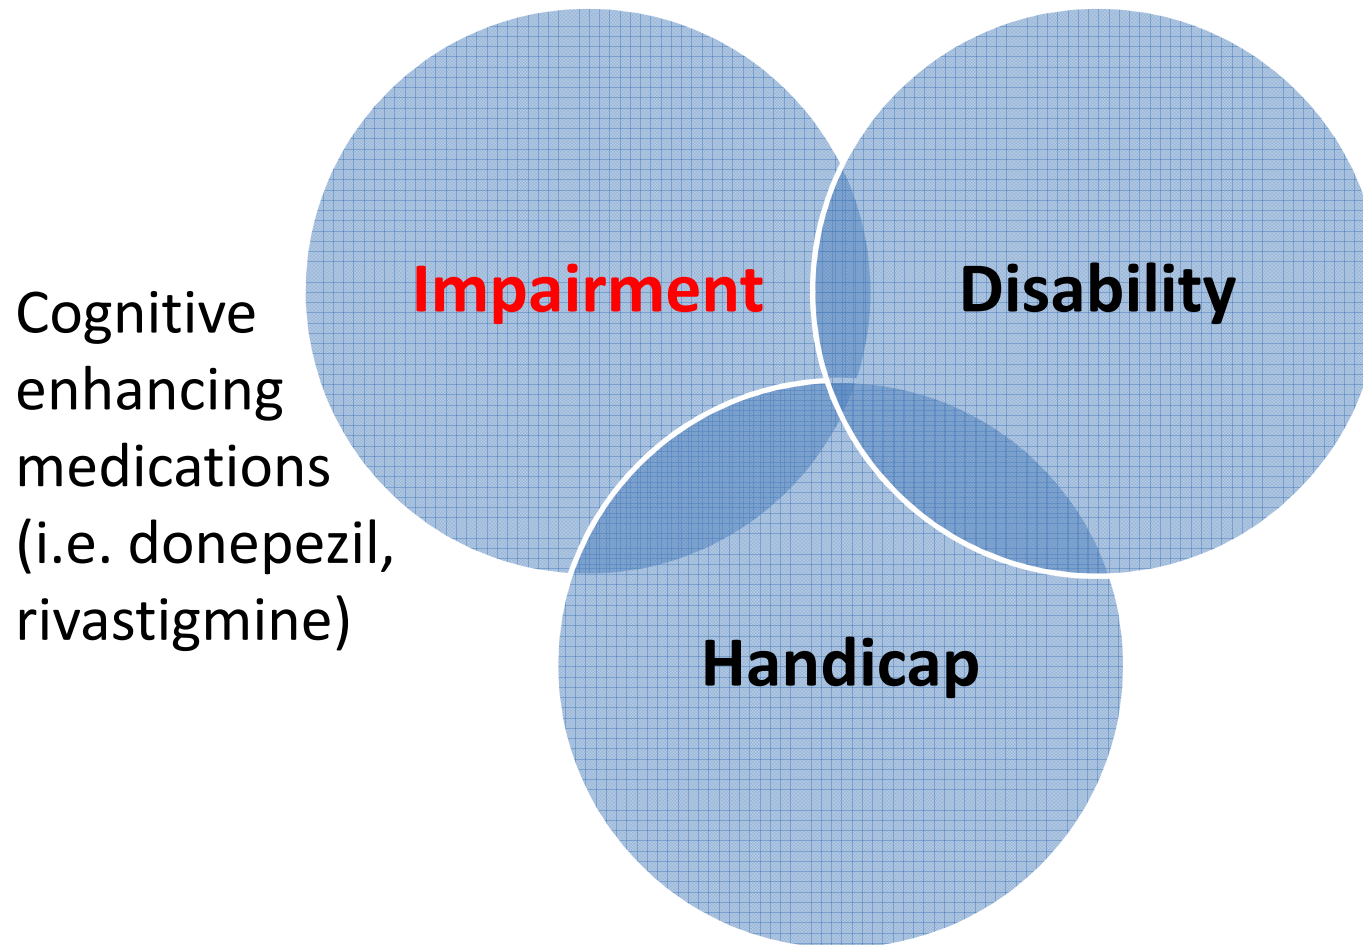 Impairment
Disability
Cognitive
enhancing
medications
(i.e. donepezil,
rivastigmine)
Handicap